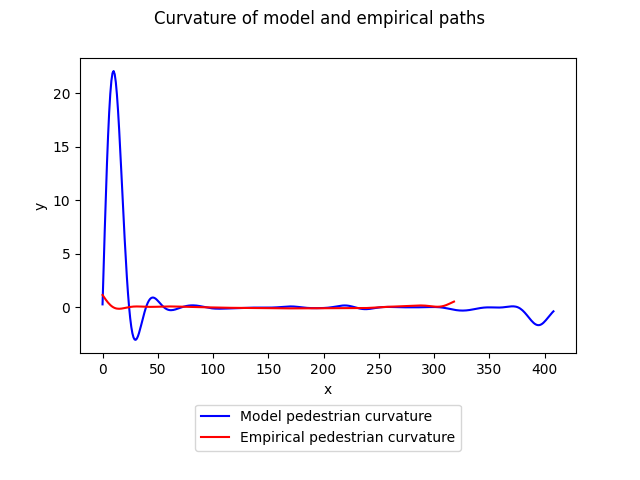 Curvature of model and empirical paths
20
15
10
5
0
y
0 50 100 150 200 250 300 350 400
x
Model pedestrian curvature
Empirical pedestrian curvature